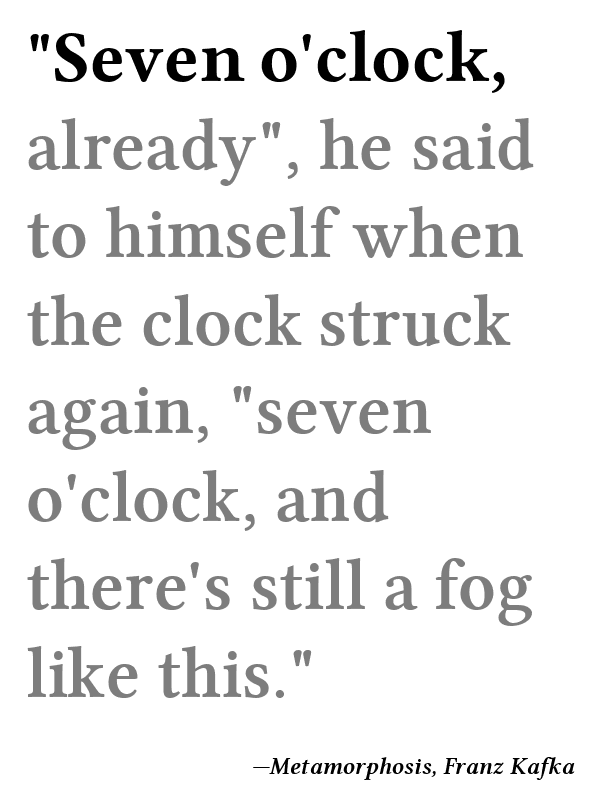 "Seven o'clock,
already", he said
to himself when
the clock struck
again, "seven
o'clock, and
there's still a fog
like this."
—Metamorphosis, Franz Kafka